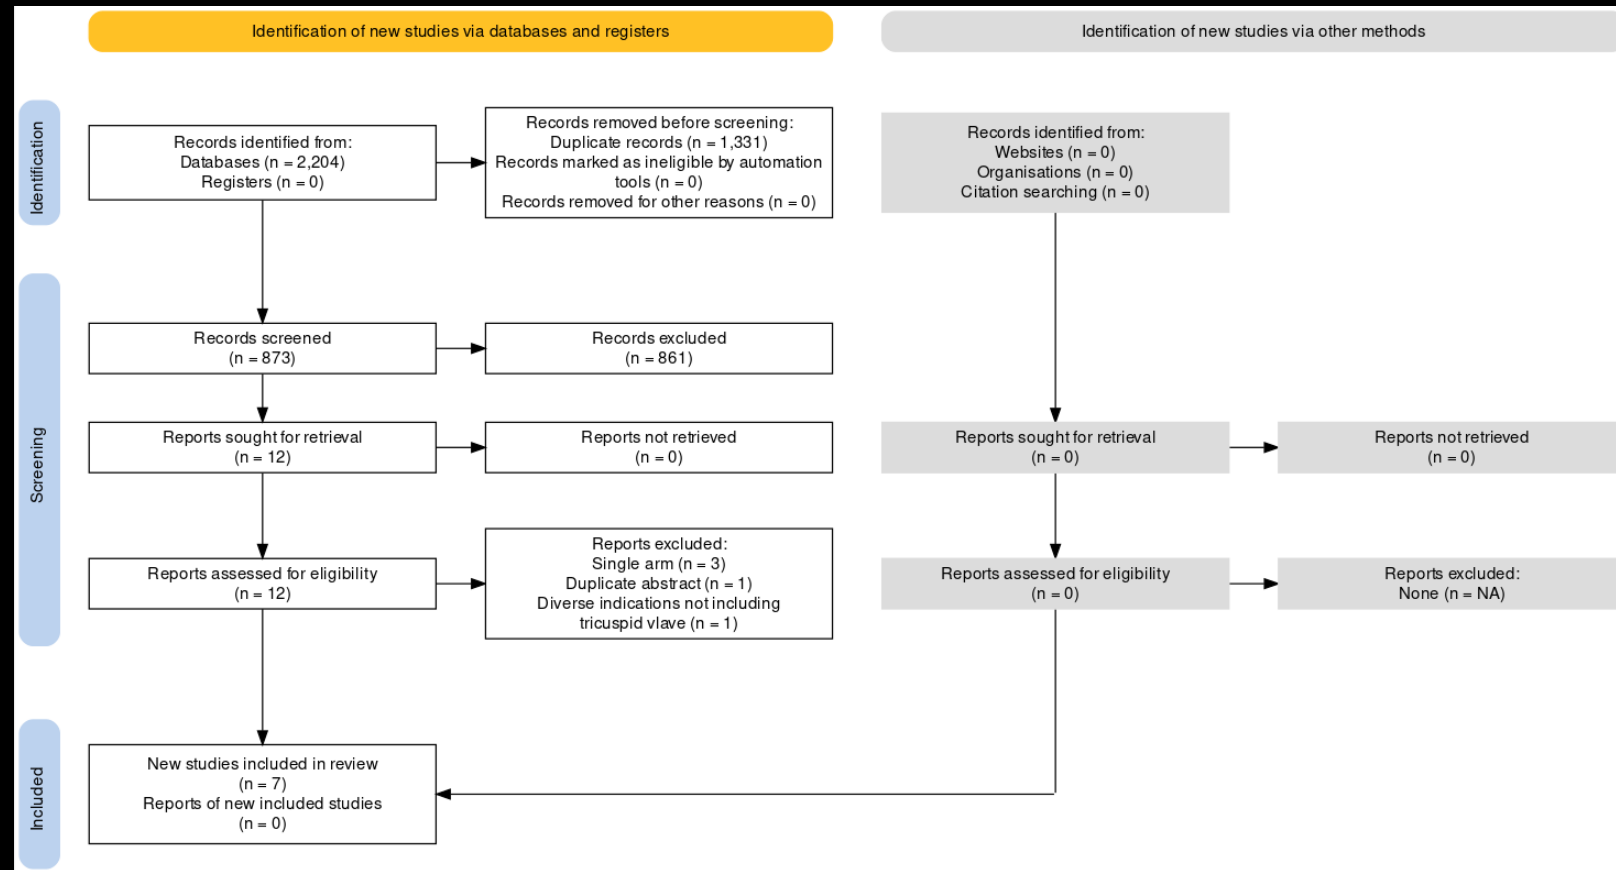 Identification of new studies via databases and registers
Identification of new studies via other methods
Identification
Records identified from:
Databases (n = 2,204)
Registers (n = 0)
Records removed before screening:
Duplicate records (n = 1,331)
Records marked as ineligible by automation
tools (n = 0)
Records removed for other reasons (n = 0)
Records identified from:
Websites (n = 0)
Organisations (n = 0)
Citation searching (n = 0)
Screening
Records screened
(n = 873)
Records excluded
(n = 861)
Reports sought for retrieval
(n = 12)
Reports not retrieved
(n = 0)
Reports sought for retrieval
(n = 0)
Reports not retrieved
(n = 0)
Reports assessed for eligibility
(n = 12)
Reports excluded:
Single arm (n = 3)
Duplicate abstract (n = 1)
Diverse indications not including
tricuspid vlave (n = 1)
Reports assessed for eligibility
(n = 0)
Reports excluded:
None (n = NA)
Included
New studies included in review
(n = 7)
Reports of new included studies
(n = 0)